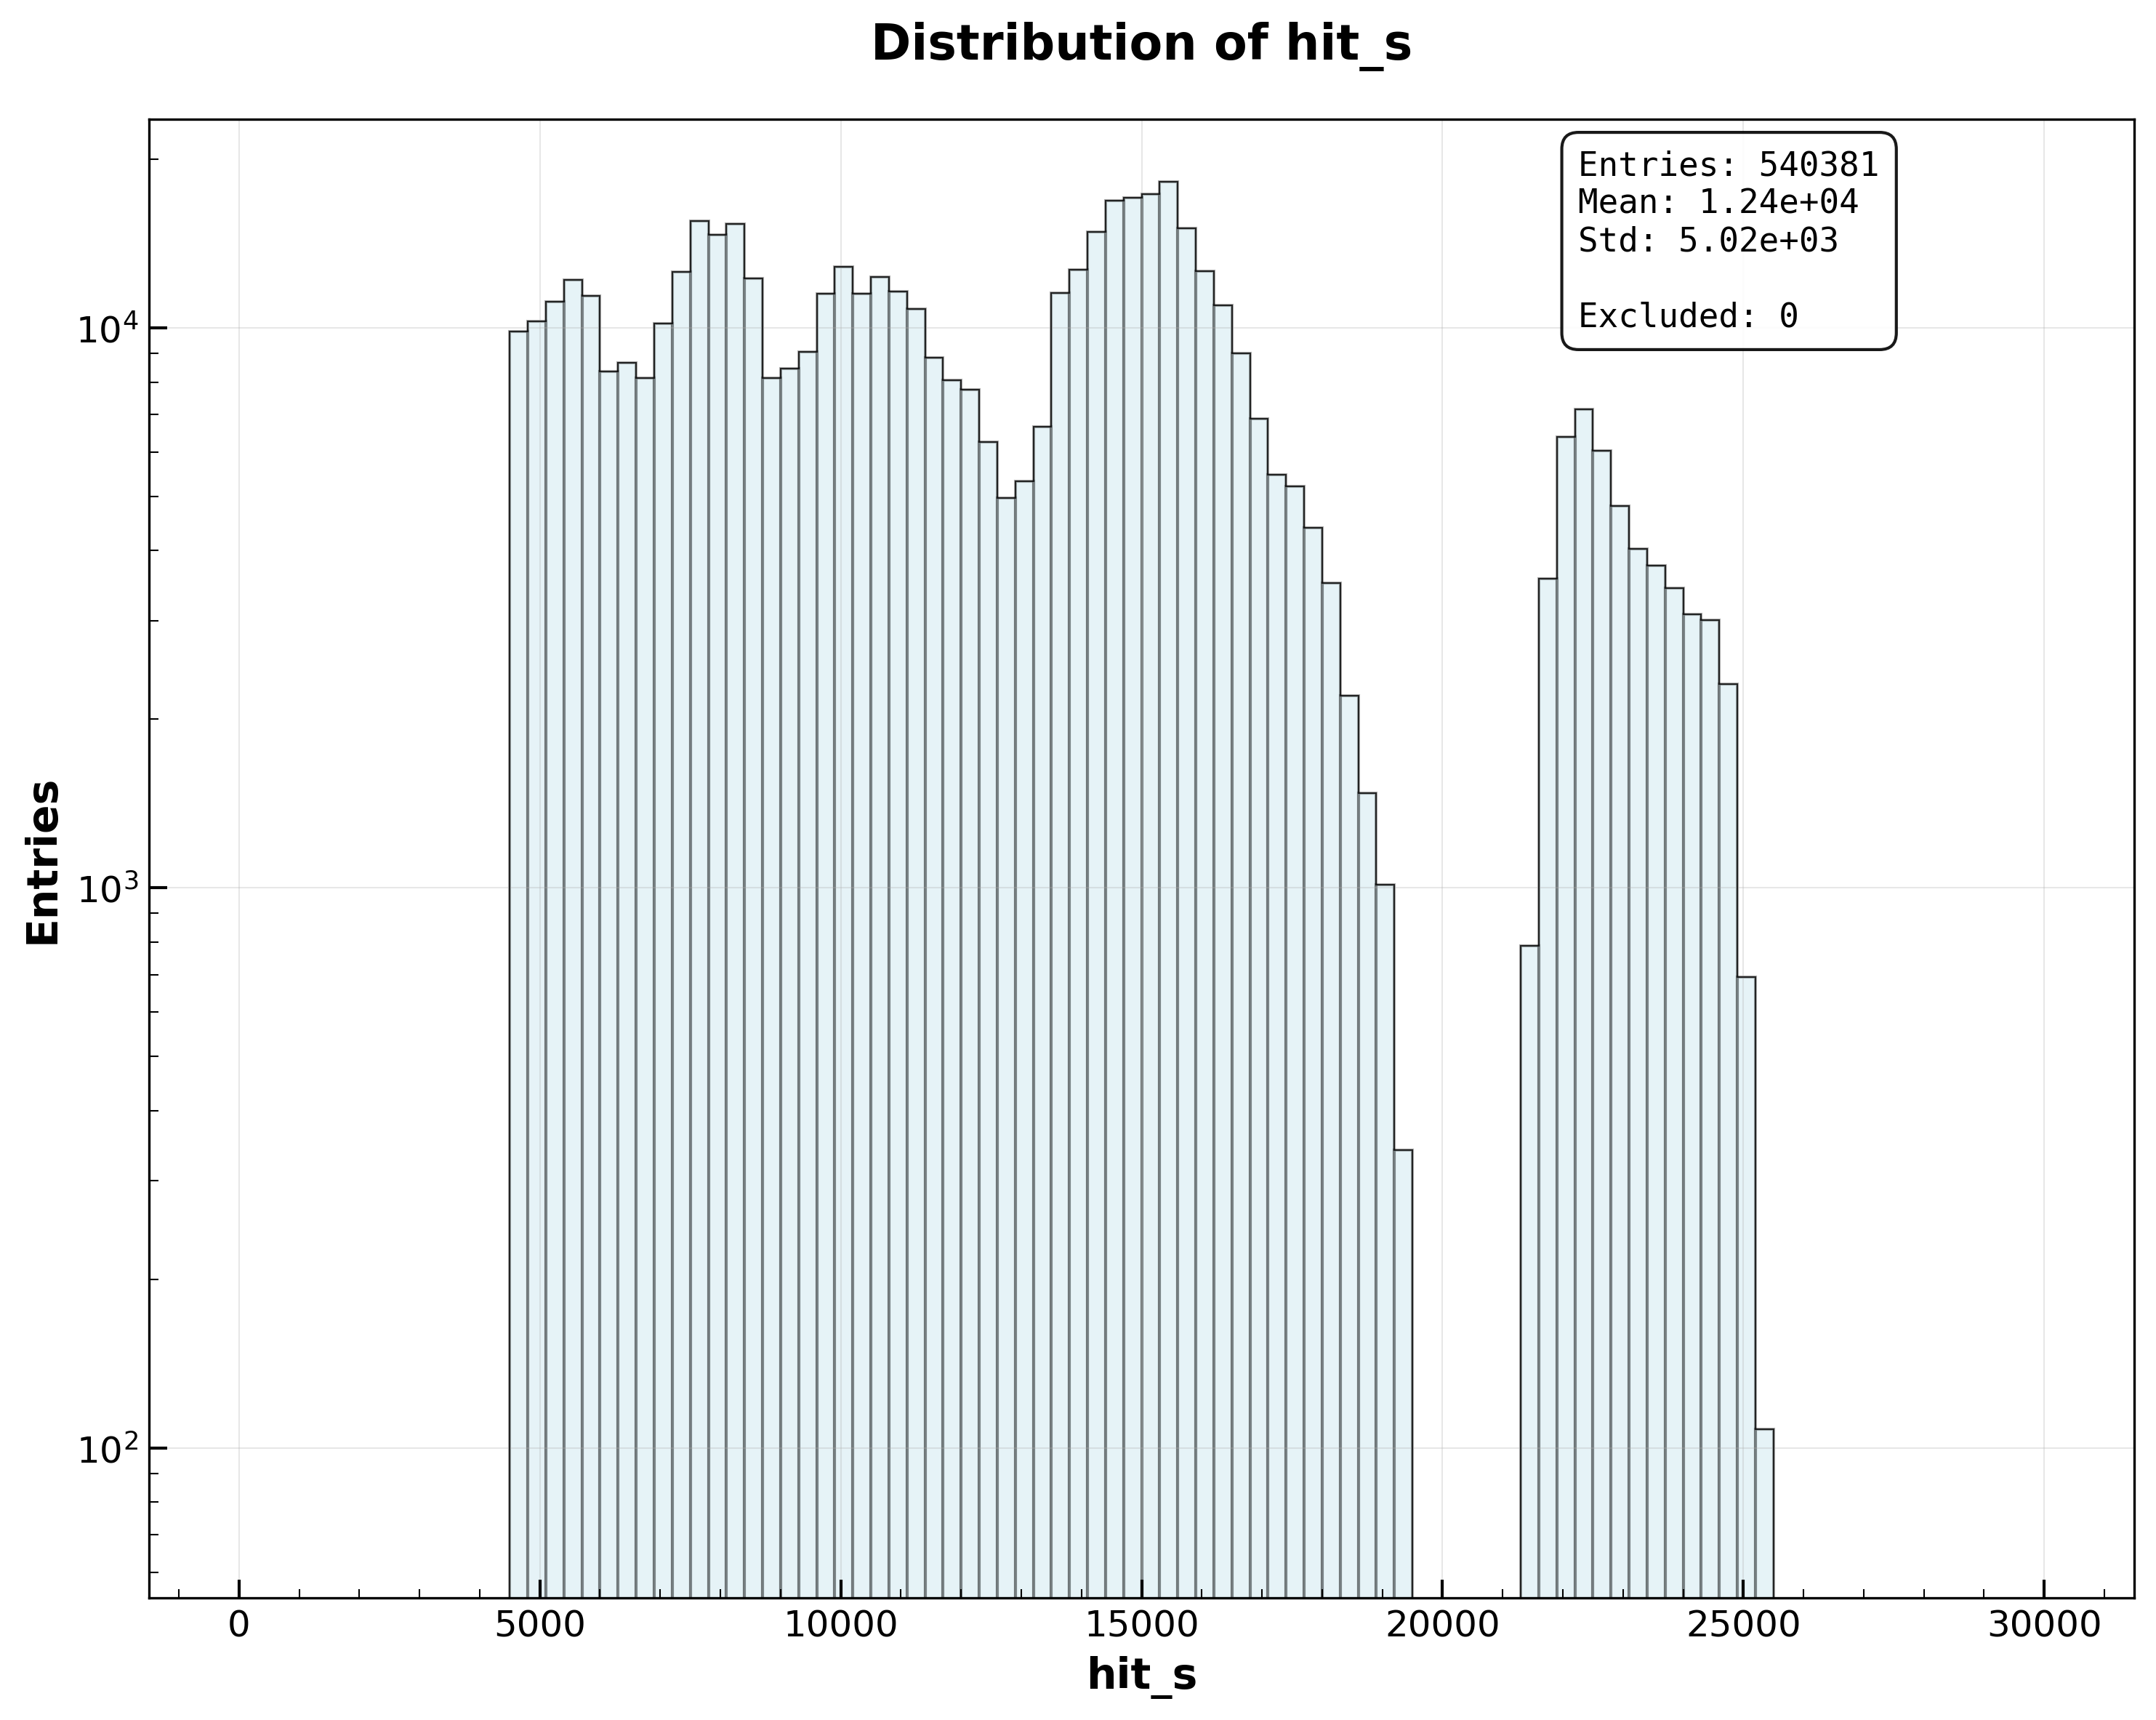 Distribution of hit_s
Entries: 540381
Mean: 1.24e+04
Std: 5.02e+03
Excluded: 0
10⁴
10³
10²
Entries
0 5000 10000 15000 20000 25000 30000
hit_s